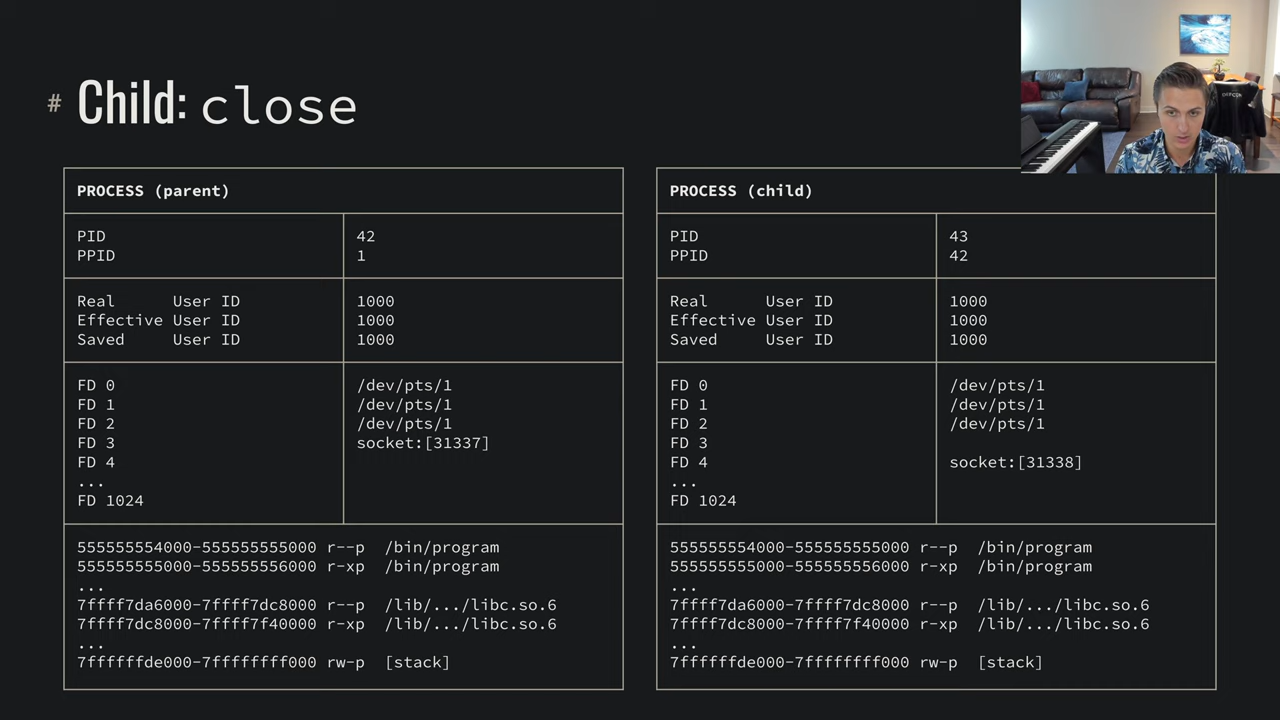 # Child: close
PROCESS (parent)
PID 42
PPID 1
Real User ID 1000
Effective User ID 1000
Saved User ID 1000
FD 0 /dev/pts/1
FD 1 /dev/pts/1
FD 2 /dev/pts/1
FD 3 socket:[31337]
FD 4
...
FD 1024
555555554000-555555555000 r--p /bin/program
555555555000-555555556000 r-xp /bin/program
...
7ffff7da6000-7ffff7dc8000 r--p /lib/.../libc.so.6
7ffff7dc8000-7ffff7f40000 r-xp /lib/.../libc.so.6
...
7ffffffde000-7ffffffff000 rw-p [stack]
PROCESS (child)
PID 43
PPID 42
Real User ID 1000
Effective User ID 1000
Saved User ID 1000
FD 0 /dev/pts/1
FD 1 /dev/pts/1
FD 2 /dev/pts/1
FD 3
FD 4 socket:[31338]
...
FD 1024
555555554000-555555555000 r--p /bin/program
555555555000-555555556000 r-xp /bin/program
...
7ffff7da6000-7ffff7dc8000 r--p /lib/.../libc.so.6
7ffff7dc8000-7ffff7f40000 r-xp /lib/.../libc.so.6
...
7ffffffde000-7ffffffff000 rw-p [stack]